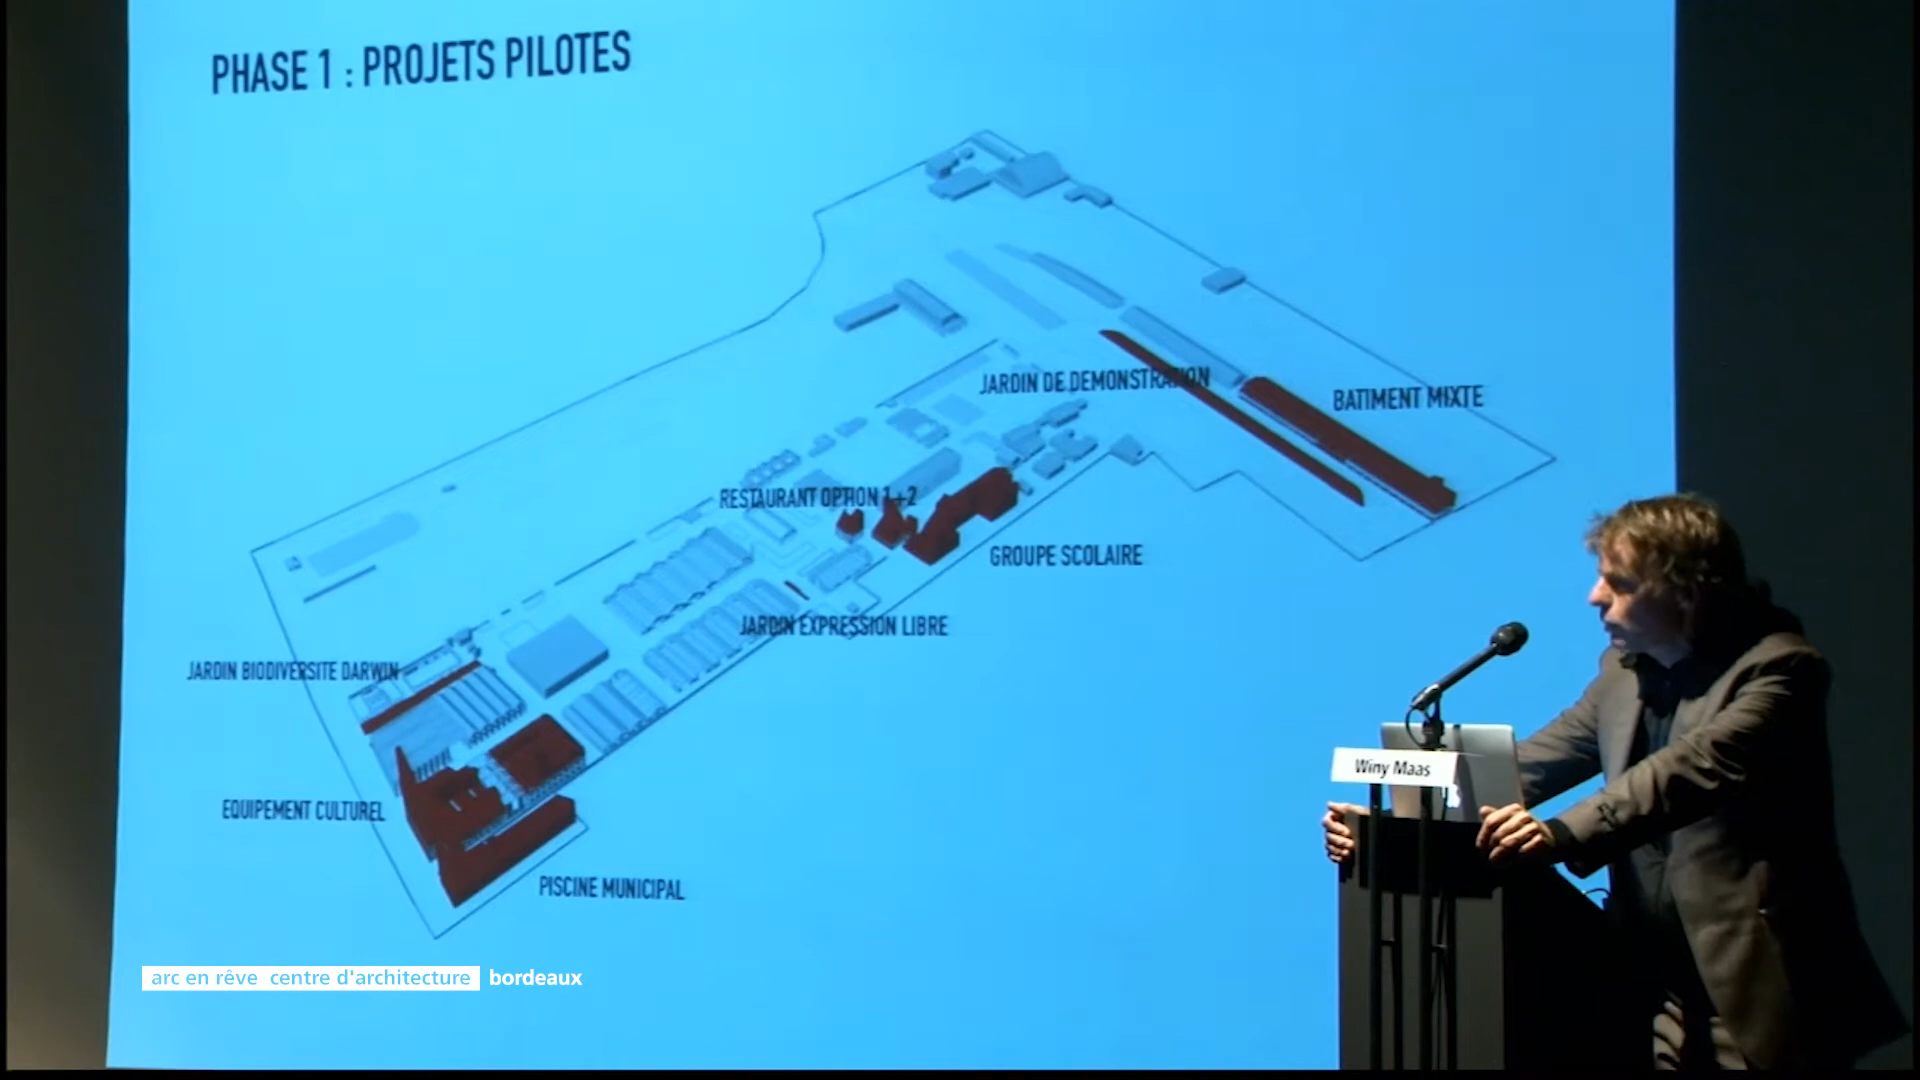 PHASE 1 : PROJETS PILOTES
JARDIN DE DEMONSTRATION
BATIMENT MIXTE
RESTAURANT OPTION 1+2
GROUPE SCOLAIRE
JARDIN EXPRESSION LIBRE
JARDIN BIODIVERSITE DARWIN
EQUIPEMENT CULTUREL
PISCINE MUNICIPAL
Winy Maas
arc en rêve centre d'architecture bordeaux